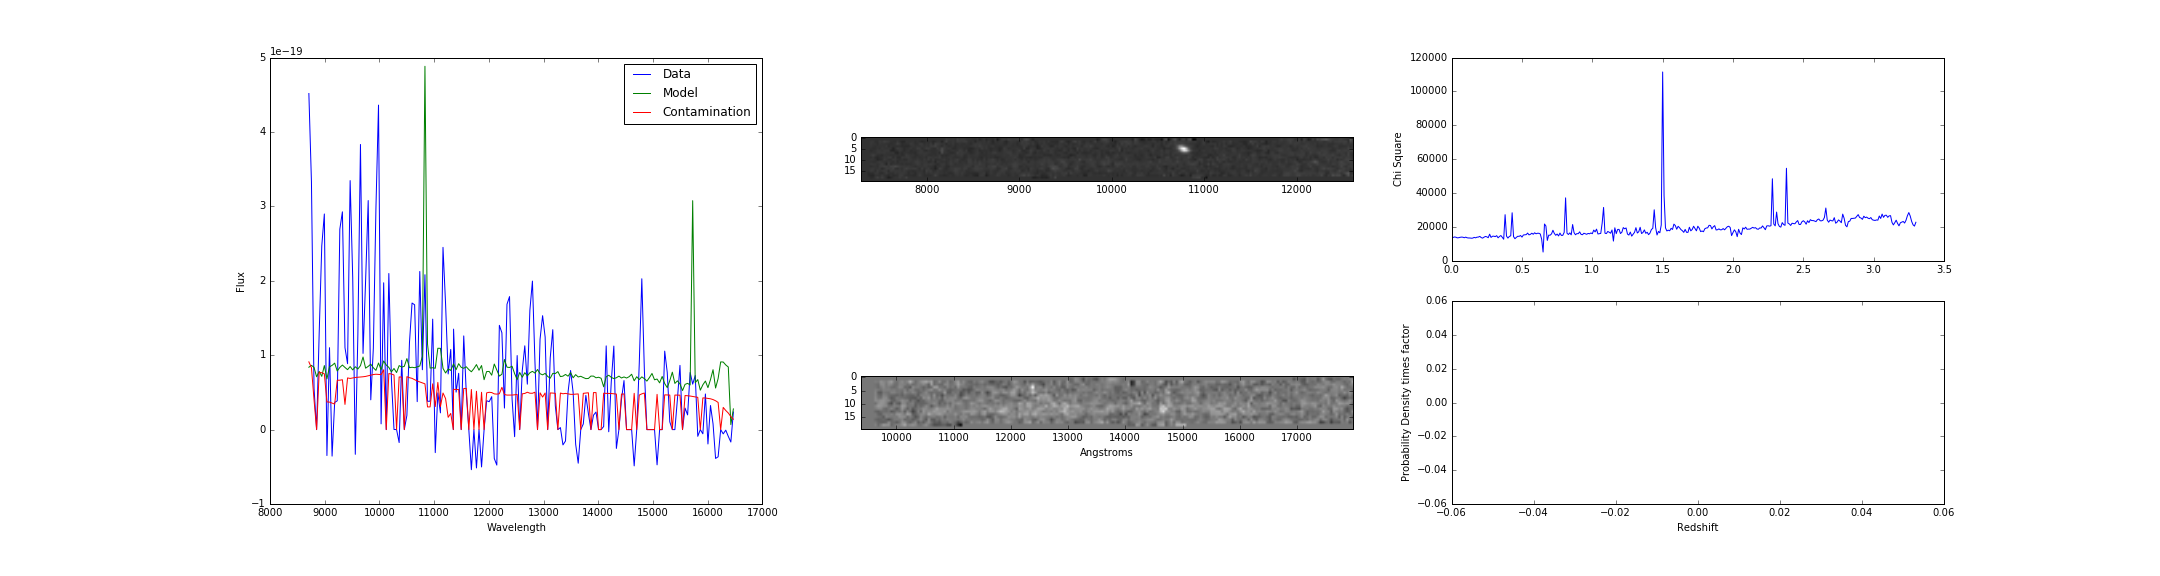 1e−19
5
4
3
2
1
0
−1
8000 9000 10000 11000 12000 13000 14000 15000 16000 17000
Flux
Wavelength
Data
Model
Contamination
0
5
10
15
8000 9000 10000 11000 12000
0
5
10
15
10000 11000 12000 13000 14000 15000 16000 17000
Angstroms
120000
100000
80000
60000
40000
20000
0
0.0 0.5 1.0 1.5 2.0 2.5 3.0 3.5
Chi Square
0.06
0.04
0.02
0.00
−0.02
−0.04
−0.06
−0.06 −0.04 −0.02 0.00 0.02 0.04 0.06
Probability Density times factor
Redshift